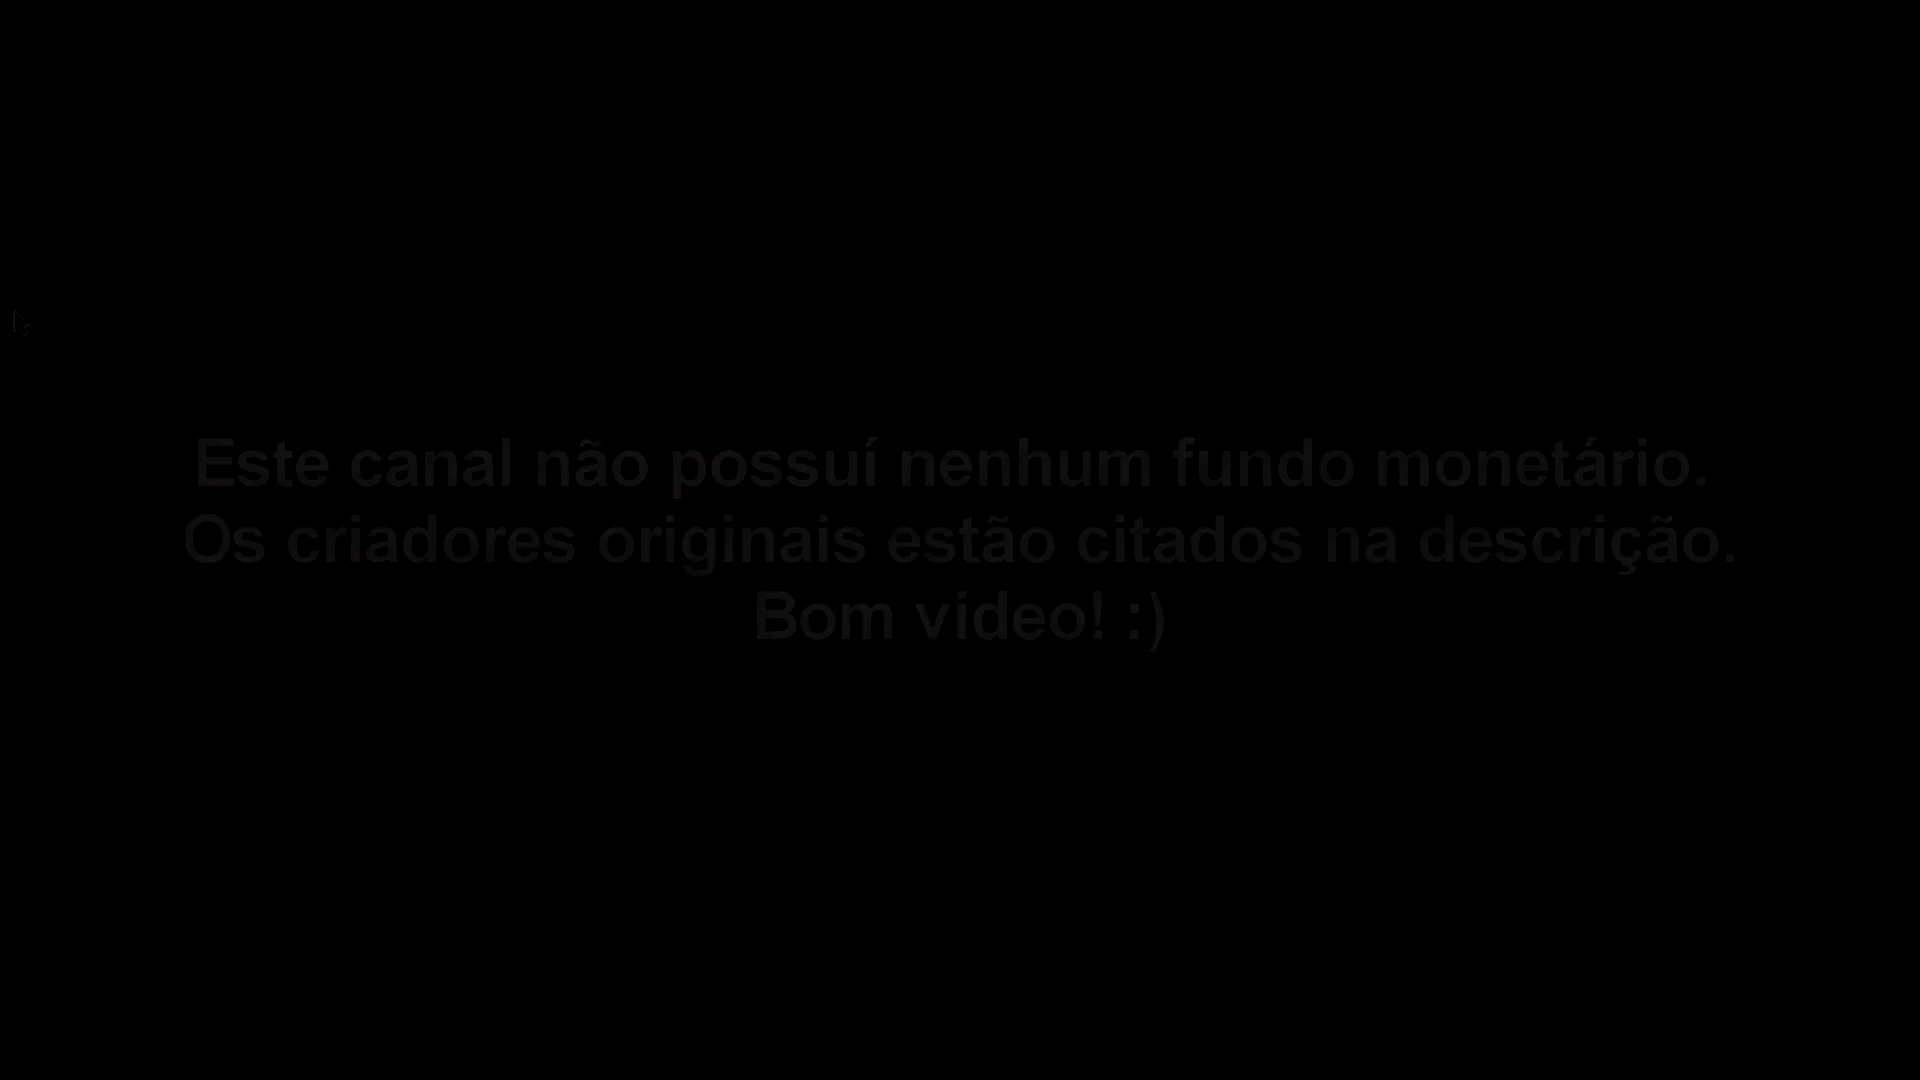 Este canal não possuí nenhum fundo monetário.
Os criadores originais estão citados na descrição.
Bom video! :)